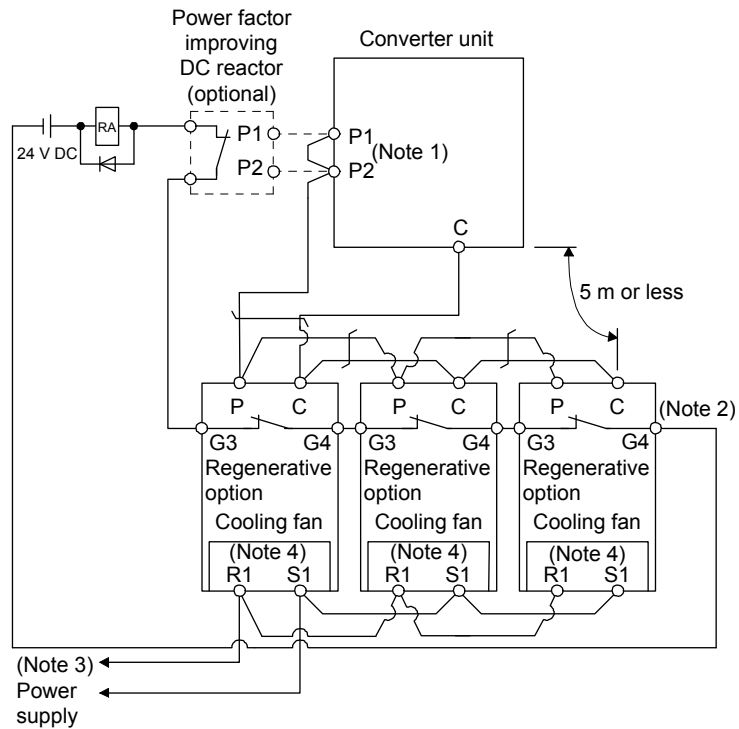 Power factor
improving
DC reactor
(optional)
Converter unit
RA
24 V DC
P1
P2
P1
(Note 1)
P2
C
5 m or less
P
C
P
C
P
C
(Note 2)
G3
G4
G3
G4
G3
G4
Regenerative
option
Regenerative
option
Regenerative
option
Cooling fan
Cooling fan
Cooling fan
(Note 4)
(Note 4)
(Note 4)
R1
S1
R1
S1
R1
S1
(Note 3)
Power
supply